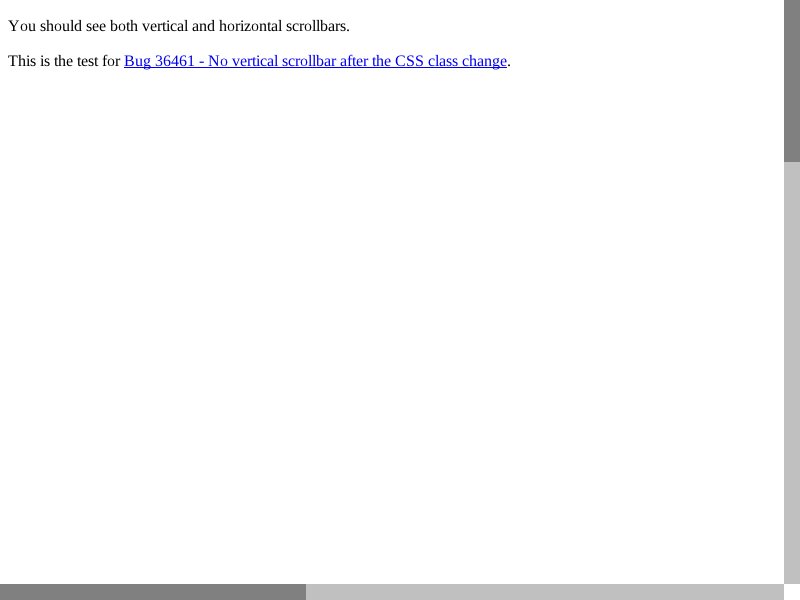 You should see both vertical and horizontal scrollbars.
This is the test for Bug 36461 - No vertical scrollbar after the CSS class change.